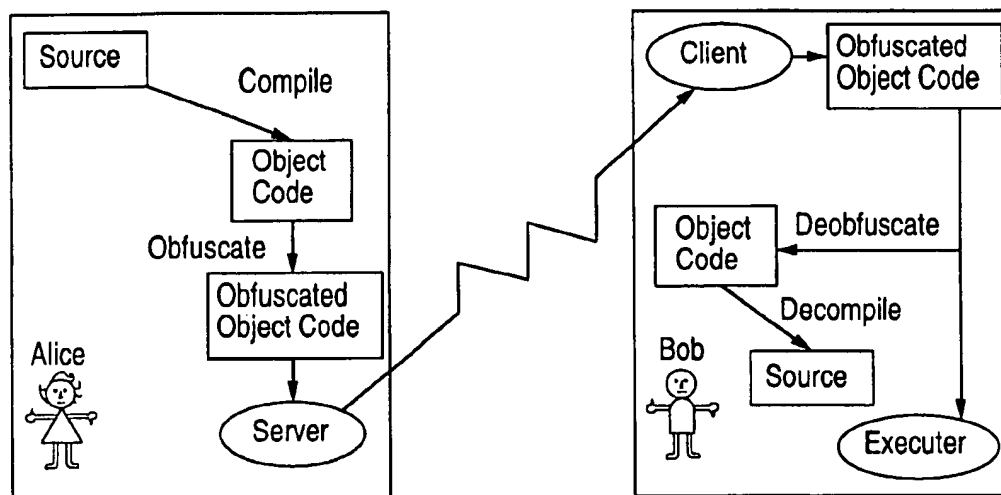 Source
Compile
Object
Code
Obfuscate
Obfuscated
Object Code
Alice
Server
Client
Obfuscated
Object Code
Object
Code
Deobfuscate
Decompile
Bob
Source
Executer